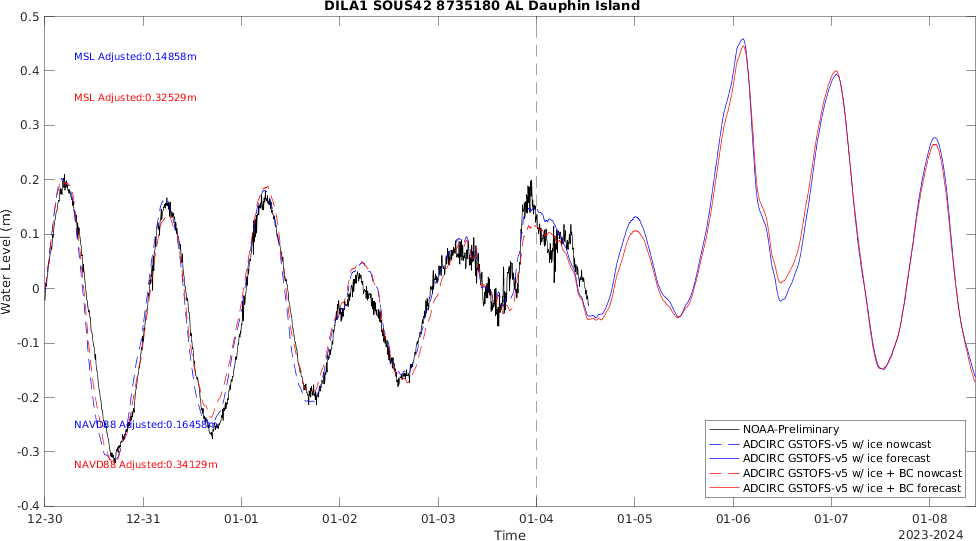 DILA1 SOUS42 8735180 AL Dauphin Island
Water Level (m)
0.5
0.4
0.3
0.2
0.1
0
-0.1
-0.2
-0.3
-0.4
MSL Adjusted:0.14858m
MSL Adjusted:0.32529m
NAVD88 Adjusted:0.16458m
NAVD88 Adjusted:0.34129m
NOAA-Preliminary
ADCIRC GSTOFS-v5 w/ ice nowcast
ADCIRC GSTOFS-v5 w/ ice forecast
ADCIRC GSTOFS-v5 w/ ice + BC nowcast
ADCIRC GSTOFS-v5 w/ ice + BC forecast
12-30 12-31 01-01 01-02 01-03 01-04 01-05 01-06 01-07 01-08
Time
2023-2024